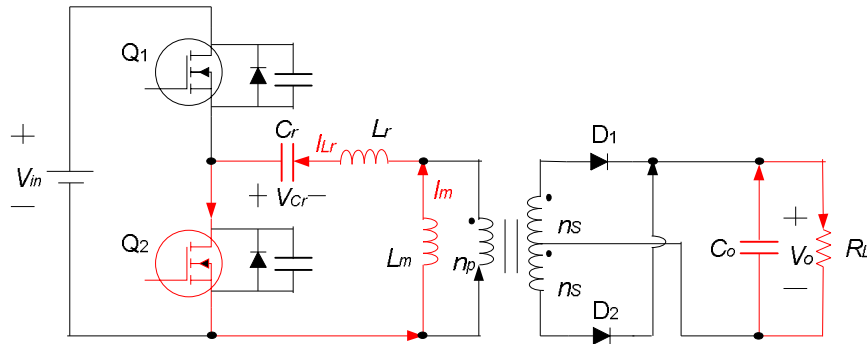 Q1
Cr
ILr
Lr
D1
+
Vin
−
+ VCr −
Im
nS
+
Q2
Lm
np
nS
Co
Vo
RL
−
D2